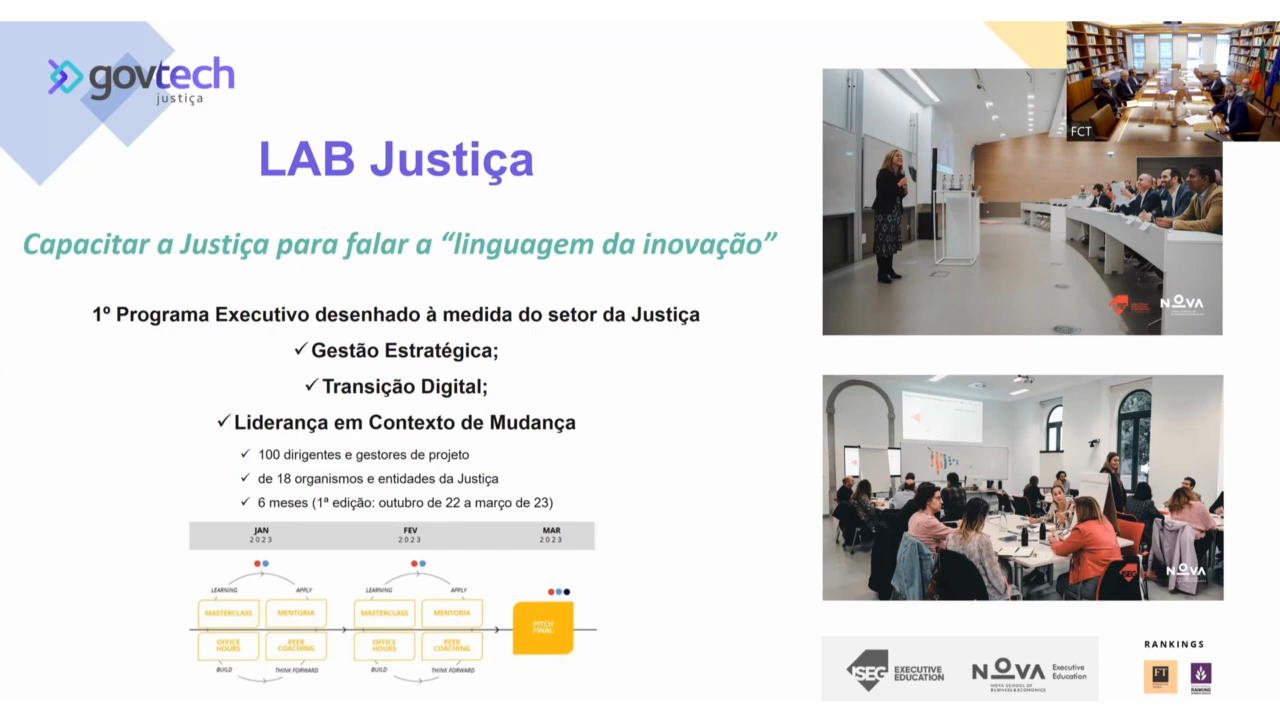 govtech
justiça
LAB Justiça
Capacitar a Justiça para falar a “linguagem da inovação”
1º Programa Executivo desenhado à medida do setor da Justiça
✓ Gestão Estratégica;
✓ Transição Digital;
✓ Liderança em Contexto de Mudança
✓ 100 dirigentes e gestores de projeto
✓ de 18 organismos e entidades da Justiça
✓ 6 meses (1ª edição: outubro de 22 a março de 23)
JAN FEV MAR
2023 2023 2023
LEARNING APPLY LEARNING APPLY
MASTERCLASS MENTORIA MASTERCLASS MENTORIA
PITCH
FINAL
OFFICE HOURS PEER COACHING OFFICE HOURS PEER COACHING
BUILD THINK FORWARD BUILD THINK FORWARD
FCT
NOVA
ISEG
NOVA
ISEG EXECUTIVE
EDUCATION
NOVA
NOVA SCHOOL OF
BUSINESS & ECONOMICS
Executive
Education
RANKINGS
FT
RANKING